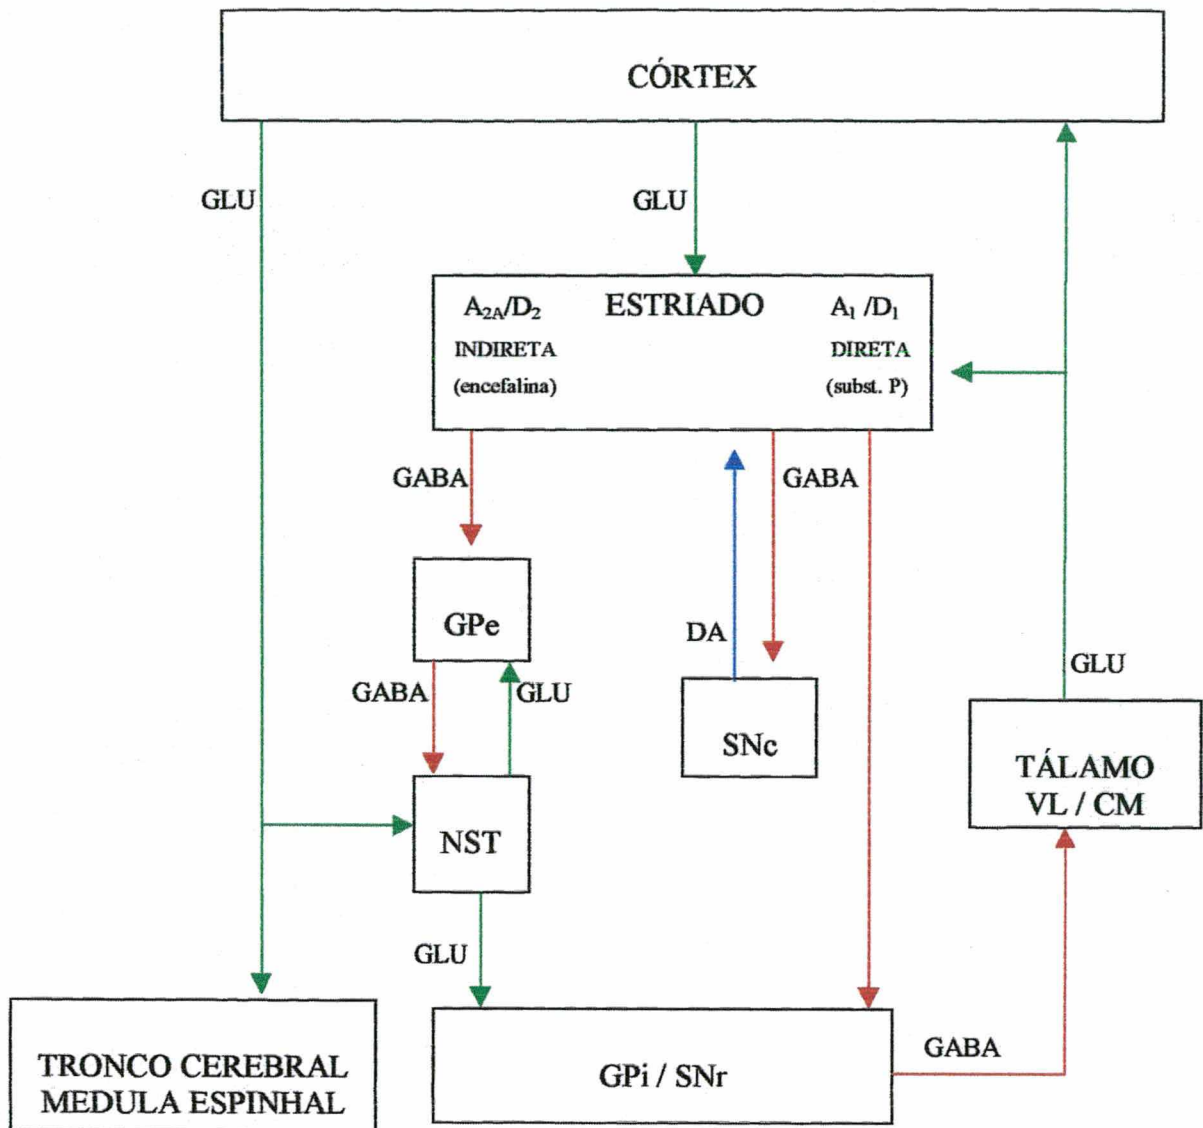 CÓRTEX
GLU
GLU
A2A/D2
ESTRIADO
A1 /D1
INDIRETA
DIRETA
(encefalina)
(subst. P)
GABA
GABA
GPe
DA
GABA
GLU
GLU
SNc
TÁLAMO
VL / CM
NST
GLU
TRONCO CEREBRAL
MEDULA ESPINHAL
GPi / SNr
GABA